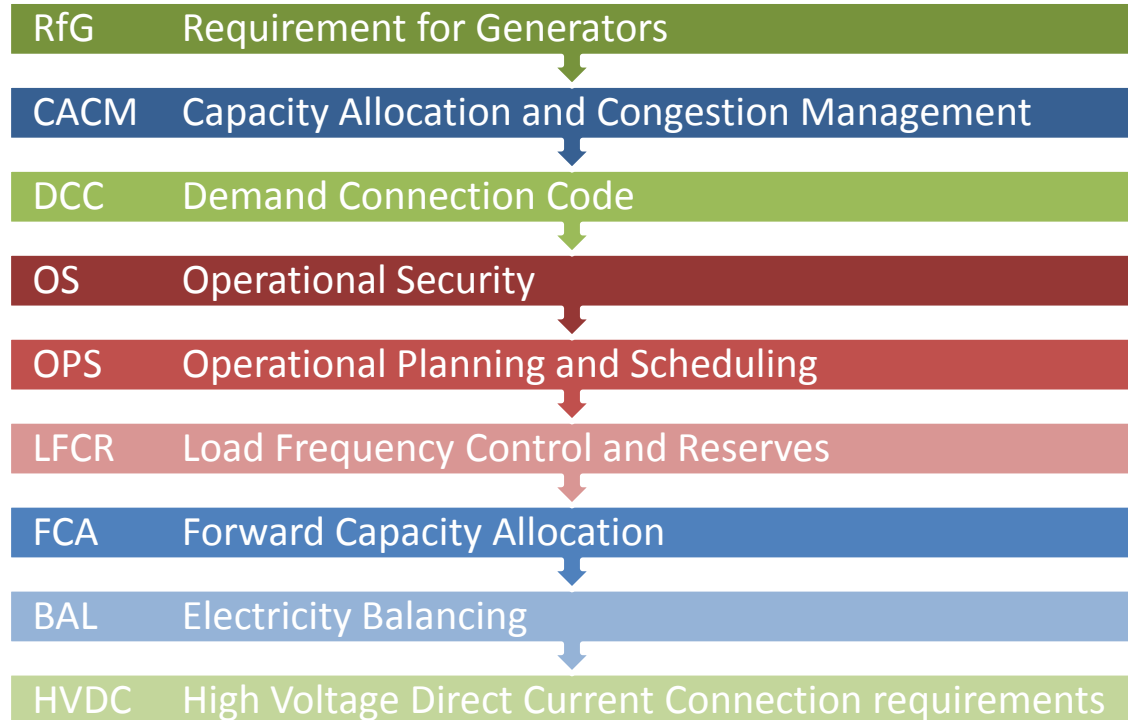 RfG Requirement for Generators
CACM Capacity Allocation and Congestion Management
DCC Demand Connection Code
OS Operational Security
OPS Operational Planning and Scheduling
LFCR Load Frequency Control and Reserves
FCA Forward Capacity Allocation
BAL Electricity Balancing
HVDC High Voltage Direct Current Connection requirements